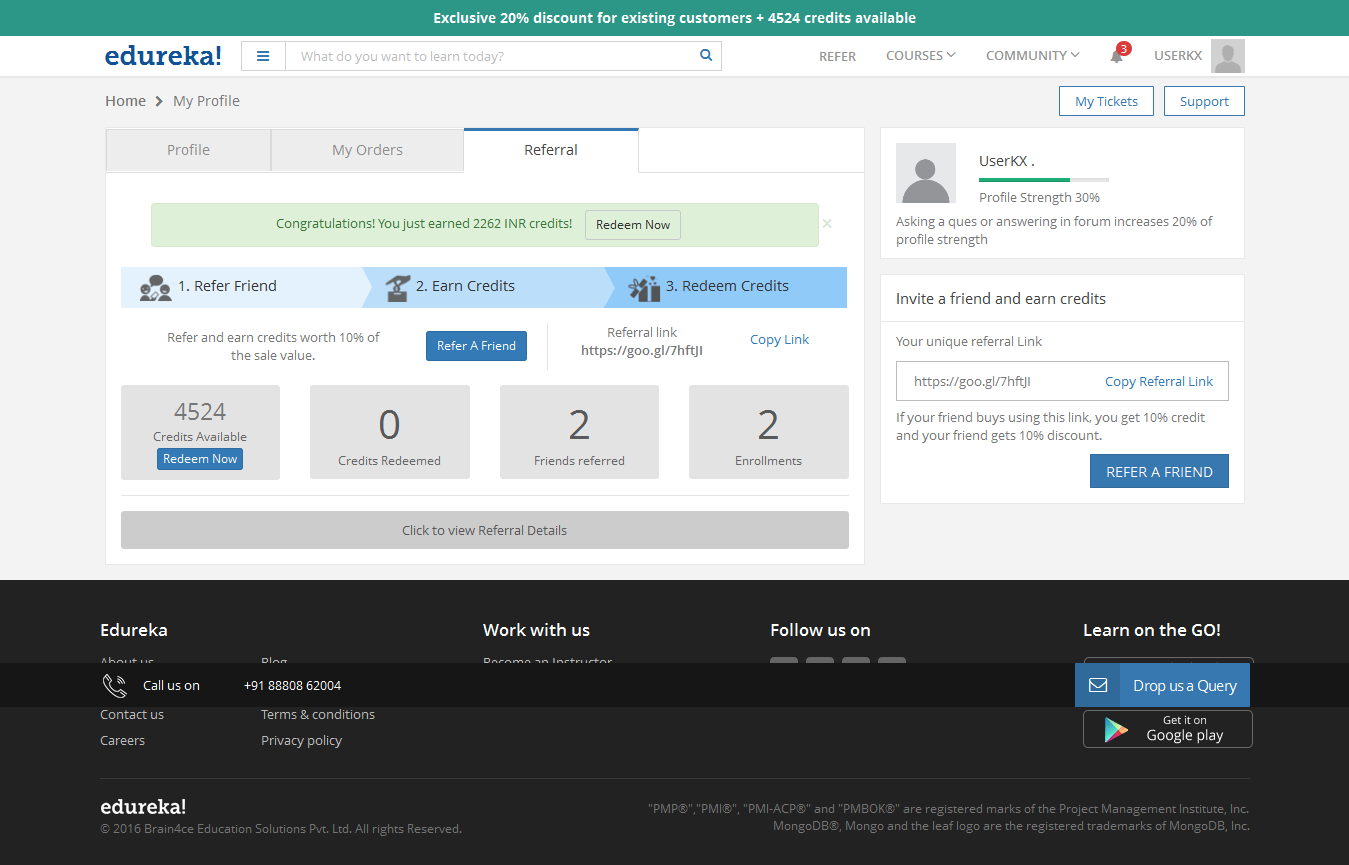 Exclusive 20% discount for existing customers + 4524 credits available
edureka!
What do you want to learn today?
REFER
COURSES
COMMUNITY
3
USERKX
Home
My Profile
My Tickets
Support
Profile
My Orders
Referral
Congratulations! You just earned 2262 INR credits!
Redeem Now
×
1. Refer Friend
2. Earn Credits
3. Redeem Credits
Refer and earn credits worth 10% of
the sale value.
Refer A Friend
Referral link
https://goo.gl/7hftJI
Copy Link
4524
Credits Available
Redeem Now
0
Credits Redeemed
2
Friends referred
2
Enrollments
Click to view Referral Details
UserKX .
Profile Strength 30%
Asking a ques or answering in forum increases 20% of
profile strength
Invite a friend and earn credits
Your unique referral Link
https://goo.gl/7hftJI
Copy Referral Link
If your friend buys using this link, you get 10% credit
and your friend gets 10% discount.
REFER A FRIEND
Edureka
Work with us
Follow us on
Learn on the GO!
About us
Blog
Become an Instructor
Call us on
+91 88808 62004
Drop us a Query
Contact us
Terms & conditions
Careers
Privacy policy
Get it on
Google play
edureka!
© 2016 Brain4ce Education Solutions Pvt. Ltd. All rights Reserved.
"PMP®","PMI®", "PMI-ACP®" and "PMBOK®" are registered marks of the Project Management Institute, Inc.
MongoDB®, Mongo and the leaf logo are the registered trademarks of MongoDB, Inc.